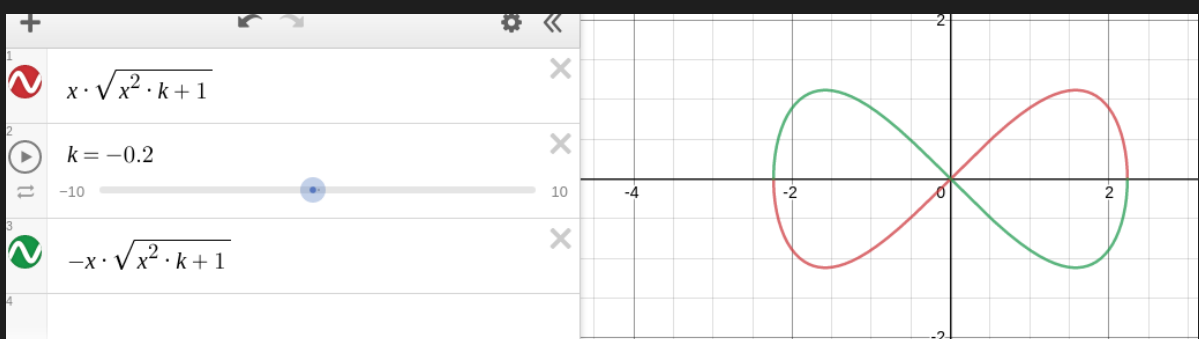 1
x · √(x² · k + 1)
2
k = −0.2
−10 10
3
−x · √(x² · k + 1)
4
2
-4 -2 0 2
-2